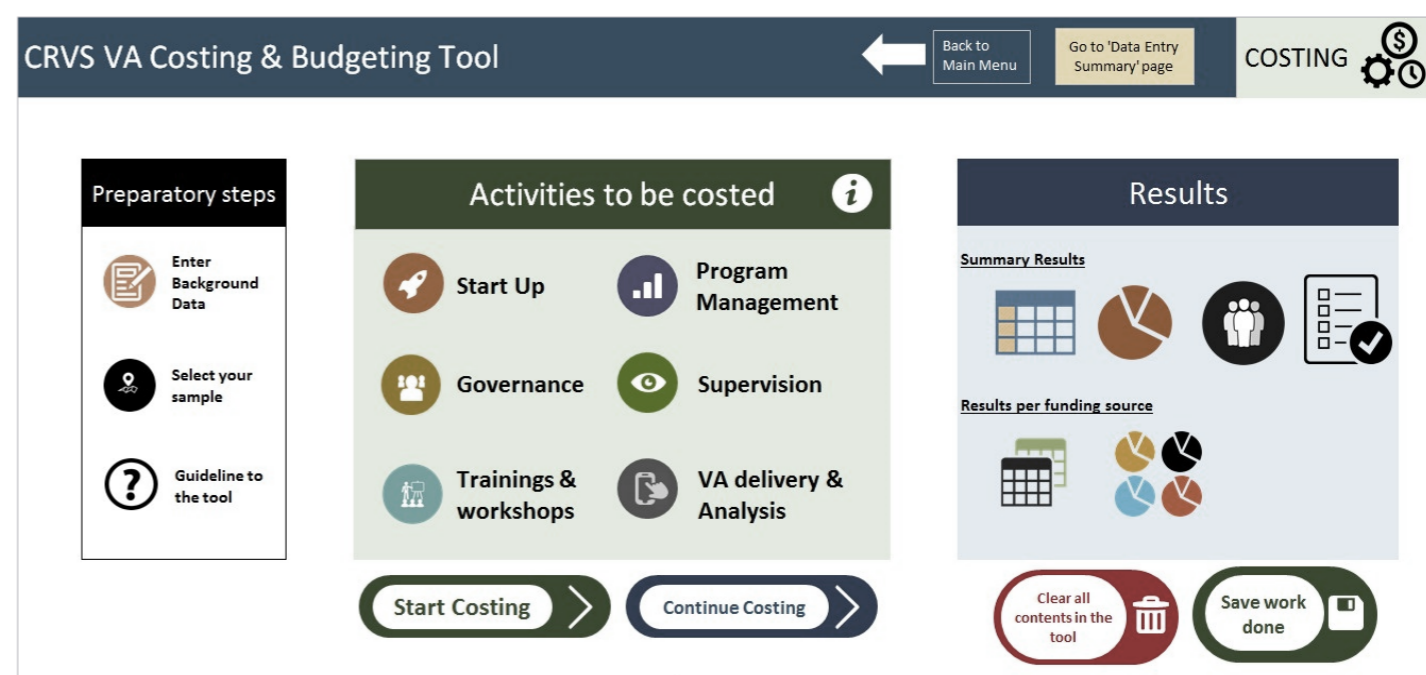 CRVS VA Costing & Budgeting Tool
Back to
Main Menu
Go to 'Data Entry
Summary' page
COSTING
Preparatory steps
Enter
Background
Data
Select your
sample
Guideline to
the tool
Activities to be costed
Start Up
Program
Management
Governance
Supervision
Trainings &
workshops
VA delivery &
Analysis
Start Costing
Continue Costing
Results
Summary Results
Results per funding source
Clear all
contents in the
tool
Save work
done